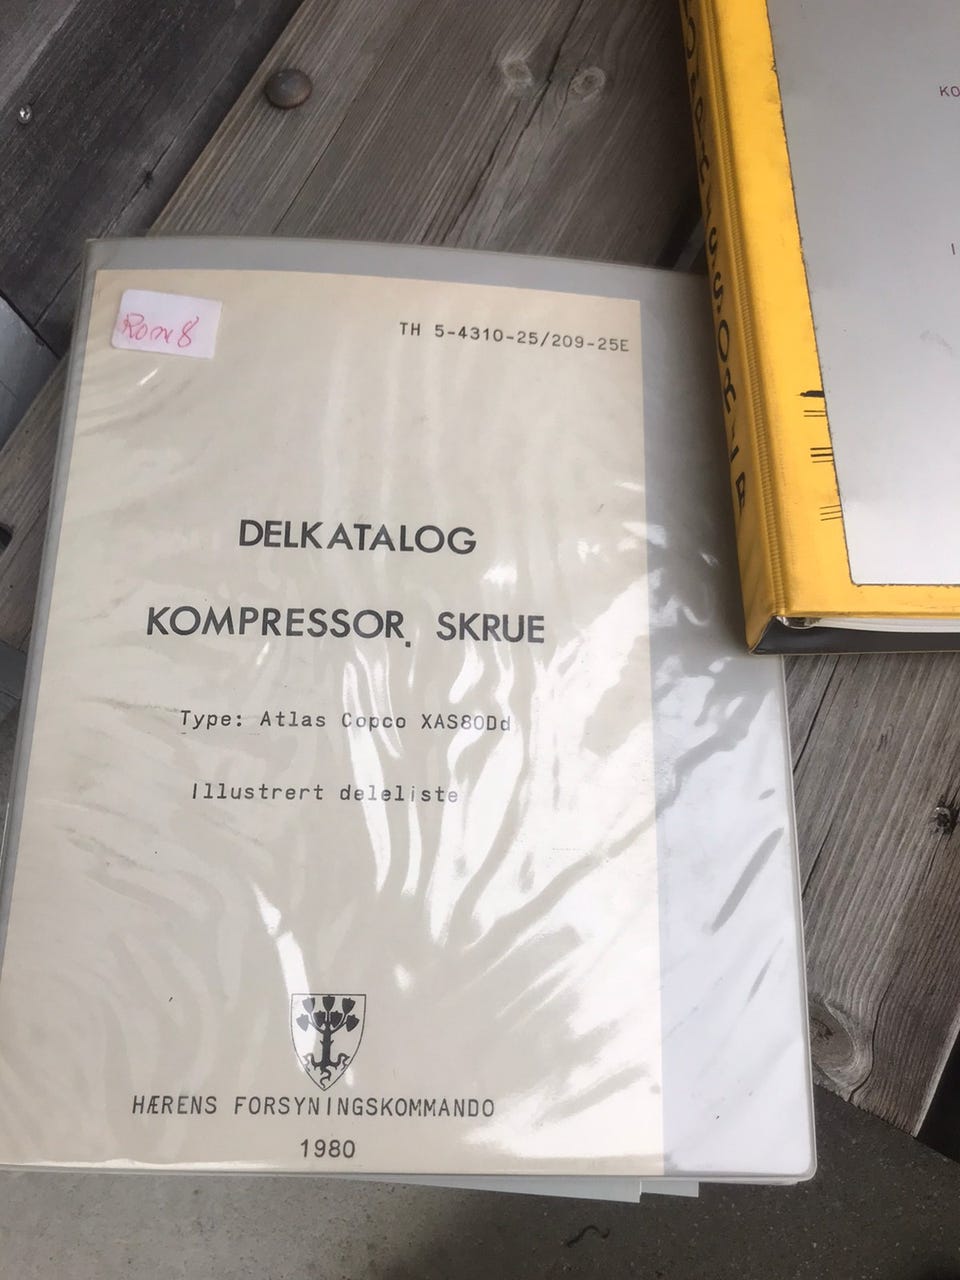 Rom 8
TH 5-4310-25/209-25E
DELKATALOG
KOMPRESSOR, SKRUE
Type: Atlas Copco XAS80Dd
Illustrert deleliste
HÆRENS FORSYNINGSKOMMANDO
1980
KO
I